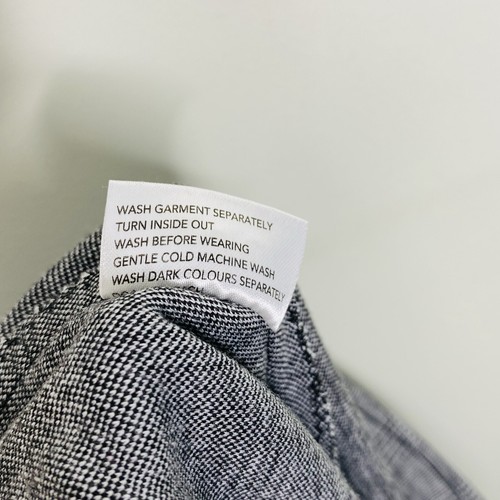 WASH GARMENT SEPARATELY
TURN INSIDE OUT
WASH BEFORE WEARING
GENTLE COLD MACHINE WASH
WASH DARK COLOURS SEPARATELY